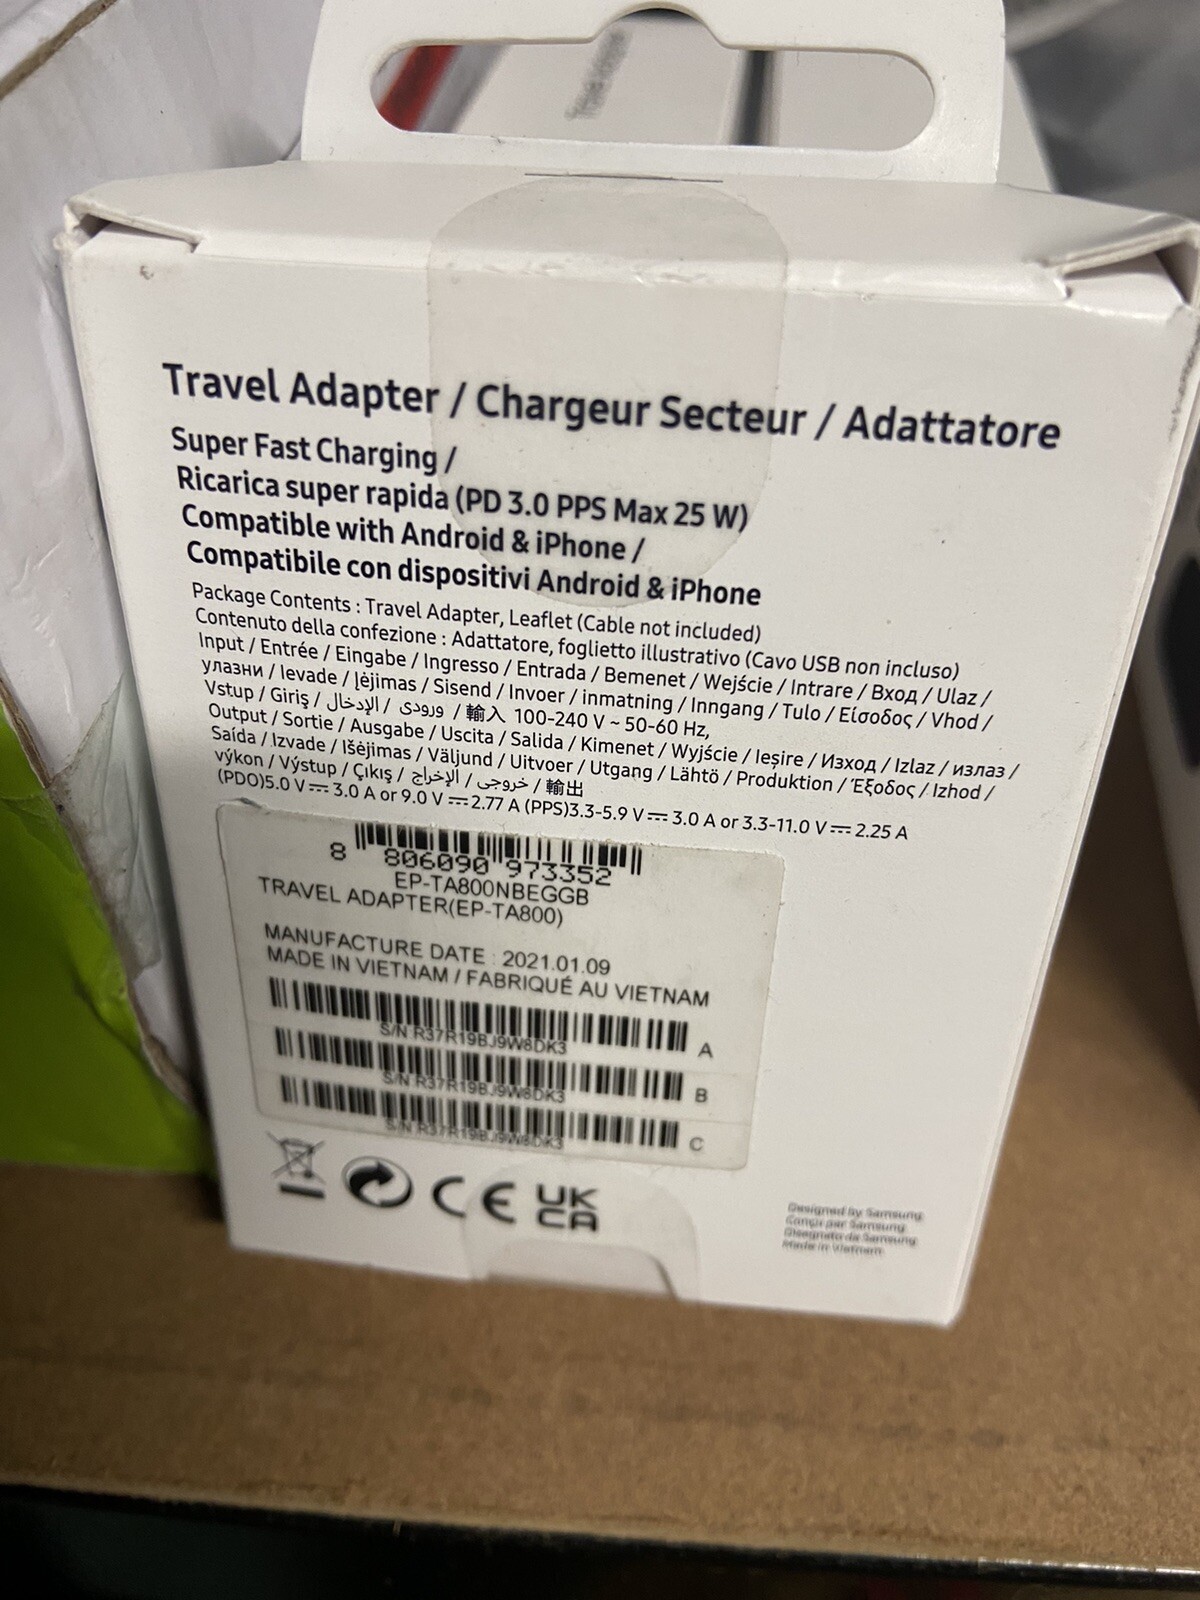 Travel Adapter / Chargeur Secteur / Adattatore
Super Fast Charging /
Ricarica super rapida (PD 3.0 PPS Max 25 W)
Compatible with Android & iPhone /
Compatibile con dispositivi Android & iPhone
Package Contents : Travel Adapter, Leaflet (Cable not included)
Contenuto della confezione : Adattatore, foglietto illustrativo (Cavo USB non incluso)
Input / Entrée / Eingabe / Ingresso / Entrada / Bemenet / Wejście / Intrare / Вход / Ulaz /
улазни / Ievade / Įėjimas / Sisend / Invoer / inmatning / Inngang / Tulo / Είσοδος / Vhod /
Vstup / Giriş / الإدخال / ورودی / 輸入 100-240 V ~ 50-60 Hz,
Output / Sortie / Ausgabe / Uscita / Salida / Kimenet / Wyjście / Ieşire / Изход / Izlaz / излаз /
Saída / Izvade / Išėjimas / Väljund / Uitvoer / Utgang / Lähtö / Produktion / Έξοδος / Izhod /
výkon / Výstup / Çıkış / الإخراج / خروجی / 輸出
(PDO)5.0 V⎓3.0 A or 9.0 V⎓2.77 A (PPS)3.3-5.9 V⎓3.0 A or 3.3-11.0 V⎓2.25 A
8 806090 973352
EP-TA800NBEGGB
TRAVEL ADAPTER(EP-TA800)
MANUFACTURE DATE : 2021.01.09
MADE IN VIETNAM / FABRIQUÉ AU VIETNAM
S/N R37R19BJ9W8DK3 A
S/N R37R19BJ9W8DK3 B
S/N R37R19BJ9W8DK3 C
CE UK
CA
Designed by Samsung
Conçu par Samsung
Disegnato da Samsung
Made in Vietnam